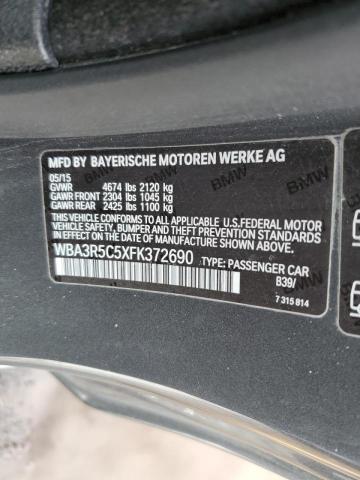 MFD BY BAYERISCHE MOTOREN WERKE AG
05/15
GVWR 4674 lbs 2120 kg
GAWR FRONT 2304 lbs 1045 kg
GAWR REAR 2425 lbs 1100 kg
THIS VEHICLE CONFORMS TO ALL APPLICABLE U.S.FEDERAL MOTOR
VEHICLE SAFETY, BUMPER AND THEFT PREVENTION STANDARDS
IN EFFECT ON THE DATE OF MANUFACTURE SHOWN ABOVE.
WBA3R5C5XFK372690 TYPE: PASSENGER CAR
B39/
7 315 814